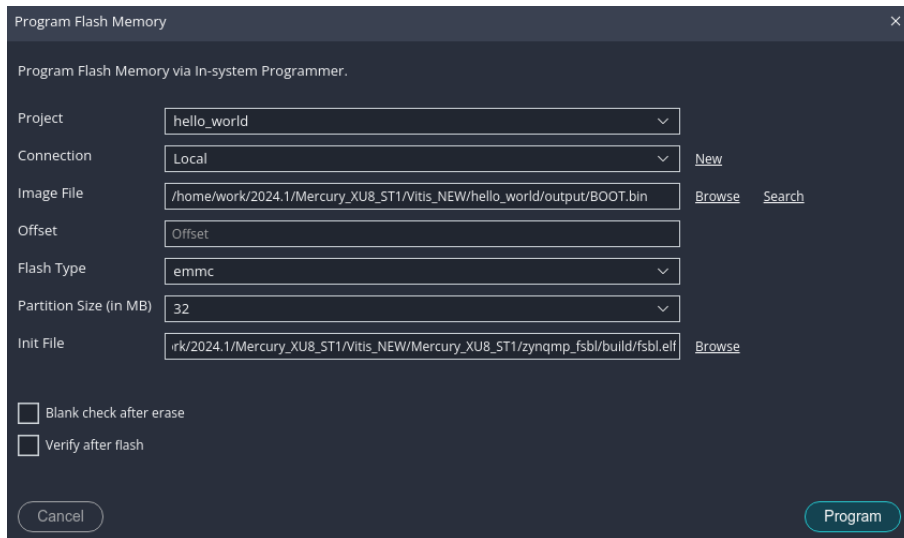 Program Flash Memory
Program Flash Memory via In-system Programmer.
Project hello_world
Connection Local New
Image File /home/work/2024.1/Mercury_XU8_ST1/Vitis_NEW/hello_world/output/BOOT.bin Browse Search
Offset Offset
Flash Type emmc
Partition Size (in MB) 32
Init File rk/2024.1/Mercury_XU8_ST1/Vitis_NEW/Mercury_XU8_ST1/zynqmp_fsbl/build/fsbl.elf Browse
Blank check after erase
Verify after flash
Cancel Program